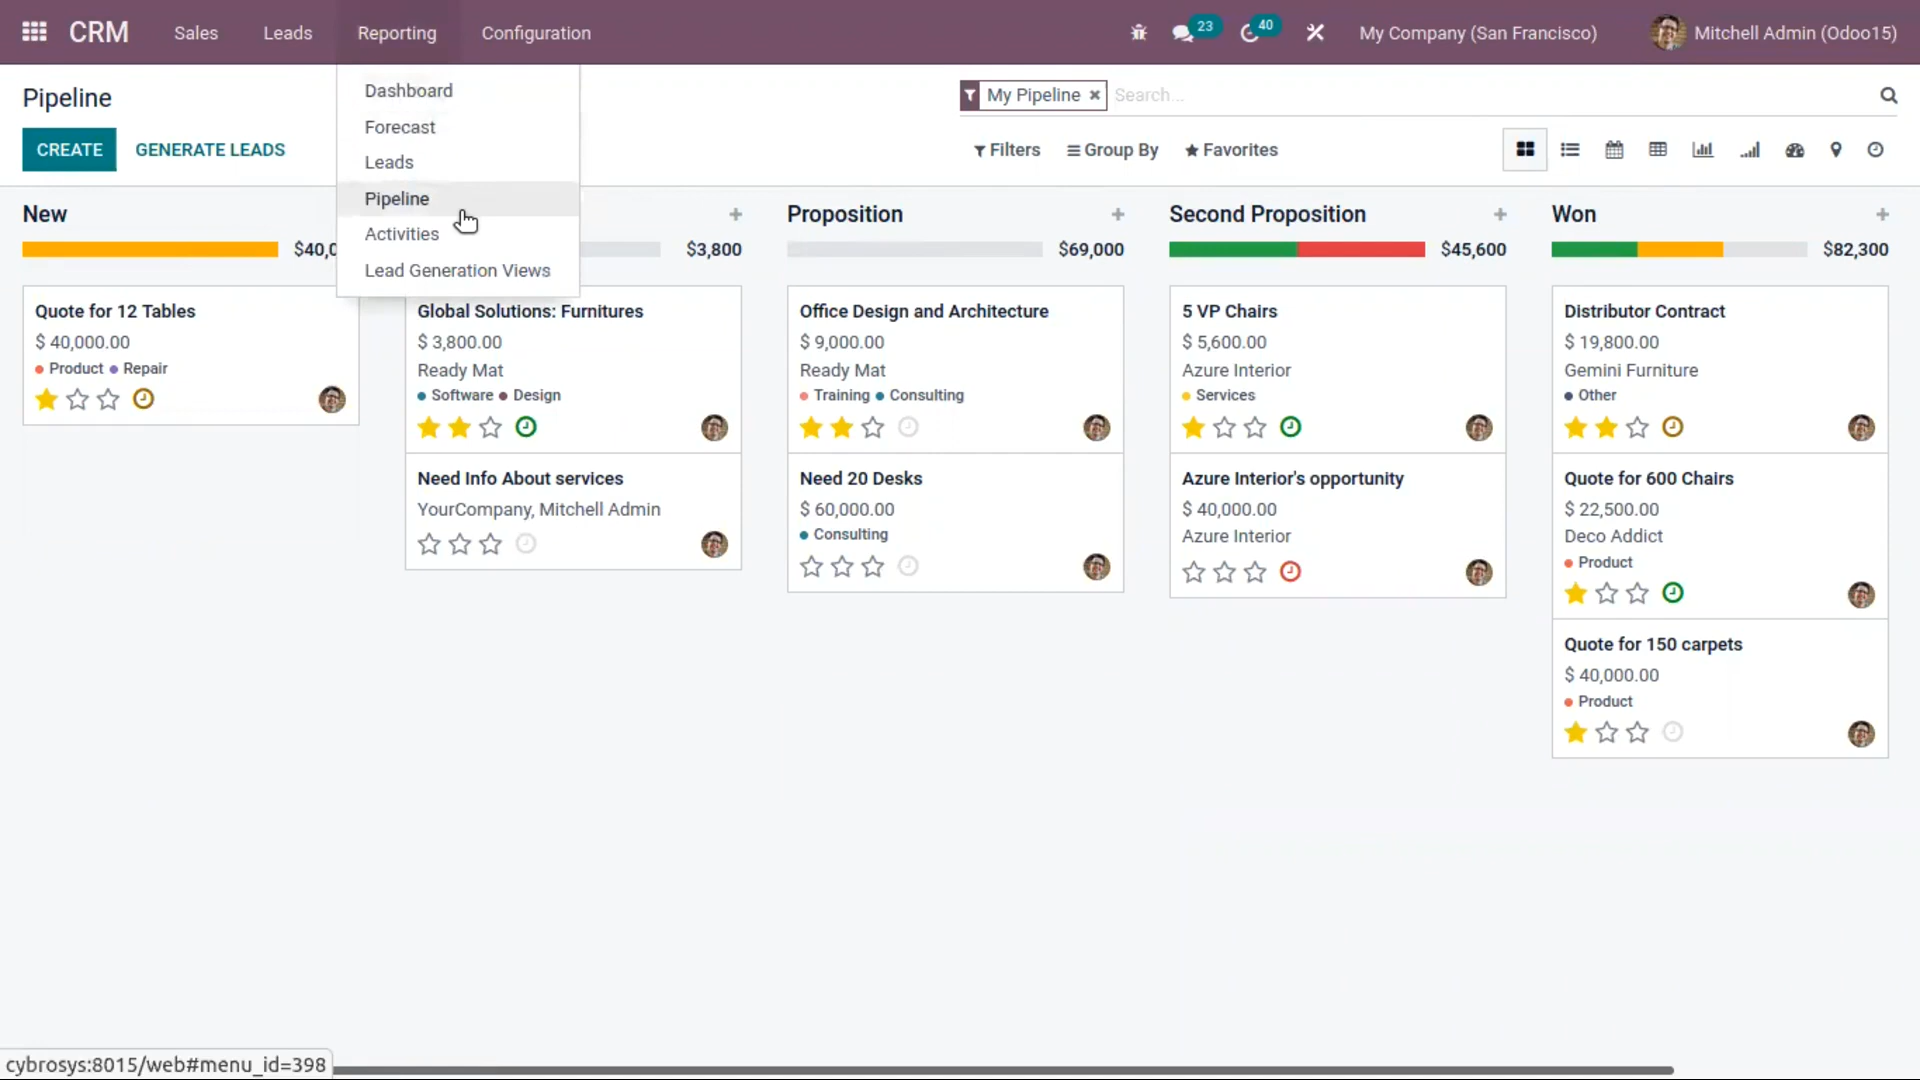 CRM Sales Leads Reporting Configuration 23 40 My Company (San Francisco) Mitchell Admin (Odoo15)
Pipeline
CREATE GENERATE LEADS
Dashboard
Forecast
Leads
Pipeline
Activities
Lead Generation Views
My Pipeline Search...
Filters Group By Favorites
New
$40,0
Quote for 12 Tables
$ 40,000.00
Product Repair
$3,800
Global Solutions: Furnitures
$ 3,800.00
Ready Mat
Software Design
Need Info About services
YourCompany, Mitchell Admin
Proposition
$69,000
Office Design and Architecture
$ 9,000.00
Ready Mat
Training Consulting
Need 20 Desks
$ 60,000.00
Consulting
Second Proposition
$45,600
5 VP Chairs
$ 5,600.00
Azure Interior
Services
Azure Interior's opportunity
$ 40,000.00
Azure Interior
Won
$82,300
Distributor Contract
$ 19,800.00
Gemini Furniture
Other
Quote for 600 Chairs
$ 22,500.00
Deco Addict
Product
Quote for 150 carpets
$ 40,000.00
Product
cybrosys:8015/web#menu_id=398